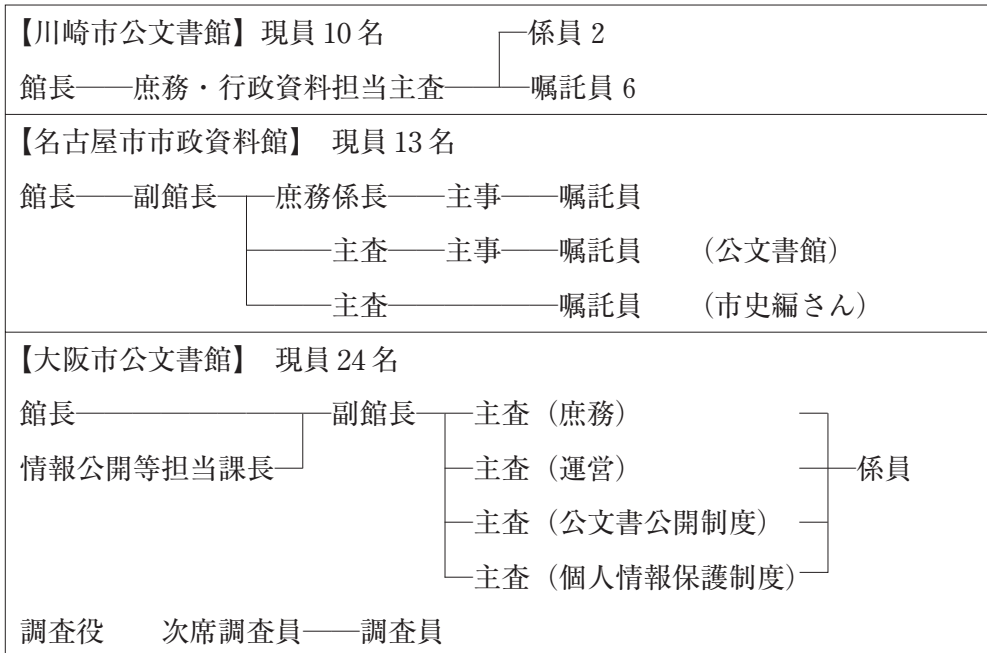 【川崎市公文書館】現員 10 名 係員 2
館長――庶務・行政資料担当主査 嘱託員 6
【名古屋市市政資料館】 現員 13 名
館長――副館長 庶務係長――主事――嘱託員
主査――主事――嘱託員 (公文書館)
主査――――――嘱託員 (市史編さん)
【大阪市公文書館】 現員 24 名
館長 副館長 主査(庶務)
情報公開等担当課長 主査(運営) 係員
主査(公文書公開制度)
主査(個人情報保護制度)
調査役 次席調査員――調査員